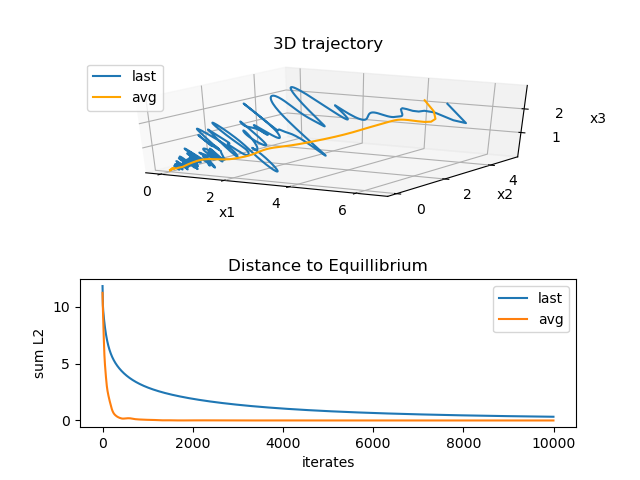 3D trajectory
last
avg
2
1
x3
0
2
4
6
x1
0
2
4
x2
Distance to Equillibrium
10
5
0
sum L2
last
avg
0
2000
4000
6000
8000
10000
iterates